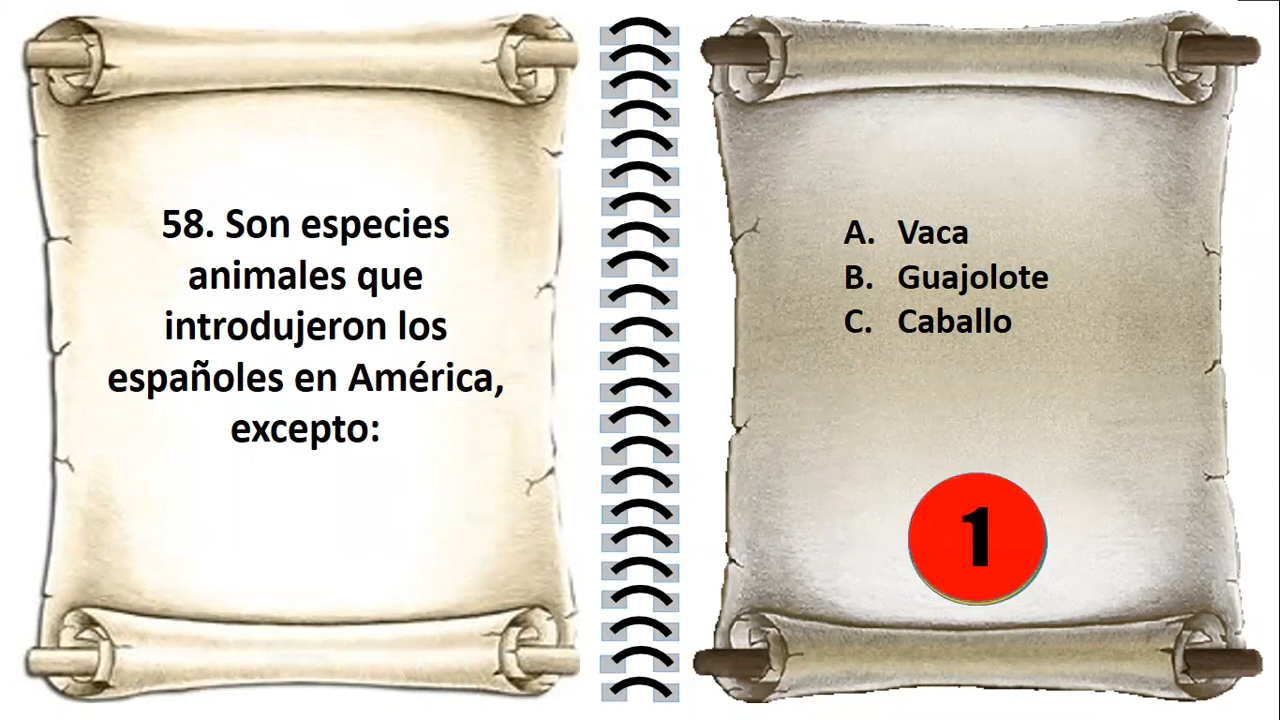 58. Son especies
animales que
introdujeron los
españoles en América,
excepto:
A. Vaca
B. Guajolote
C. Caballo
1